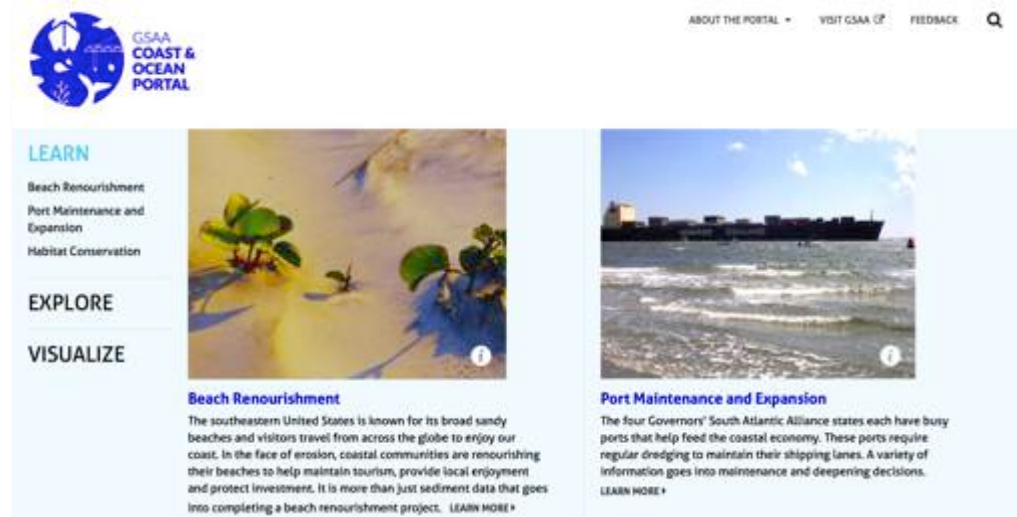 GSAA
COAST &
OCEAN
PORTAL
ABOUT THE PORTAL
VISIT GSAA
FEEDBACK
LEARN
Beach Renourishment
Port Maintenance and
Expansion
Habitat Conservation
EXPLORE
VISUALIZE
Beach Renourishment
The southeastern United States is known for its broad sandy
beaches and visitors travel from across the globe to enjoy our
coast. In the face of erosion, coastal communities are renourishing
their beaches to help maintain tourism, provide local enjoyment
and protect investment. It is more than just sediment data that goes
into completing a beach renourishment project. LEARN MORE
Port Maintenance and Expansion
The four Governors' South Atlantic Alliance states each have busy
ports that help feed the coastal economy. These ports require
regular dredging to maintain their shipping lanes. A variety of
information goes into maintenance and deepening decisions.
LEARN MORE